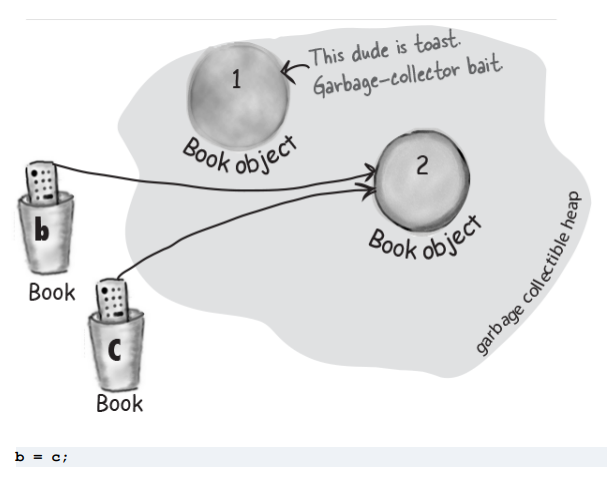 1
This dude is toast.
Garbage-collector bait
Book object
2
Book object
b
Book
C
Book
garbage collectible heap
b = c;